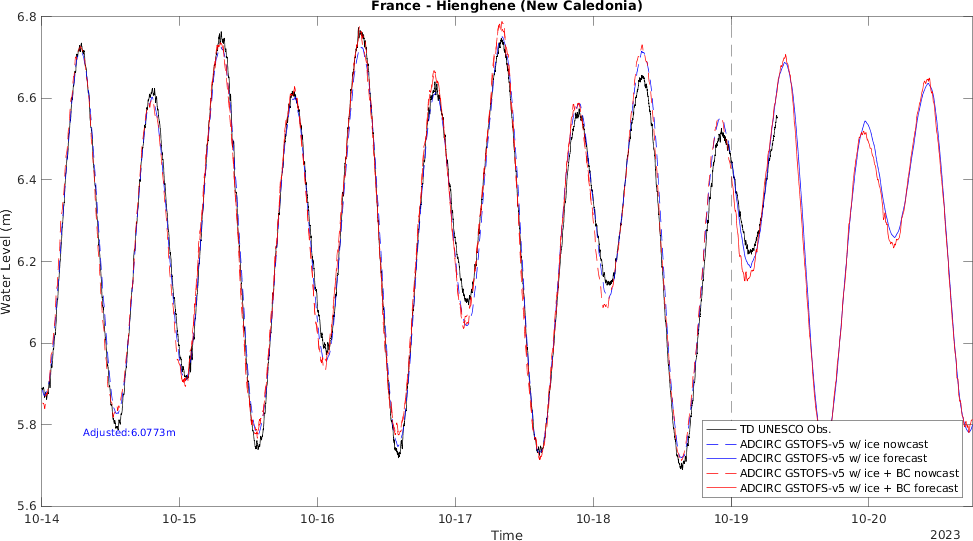 France - Hienghene (New Caledonia)
6.8
6.6
6.4
6.2
6
5.8
5.6
Water Level (m)
Adjusted:6.0773m
TD UNESCO Obs.
ADCIRC GSTOFS-v5 w/ ice nowcast
ADCIRC GSTOFS-v5 w/ ice forecast
ADCIRC GSTOFS-v5 w/ ice + BC nowcast
ADCIRC GSTOFS-v5 w/ ice + BC forecast
10-14 10-15 10-16 10-17 10-18 10-19 10-20
Time
2023